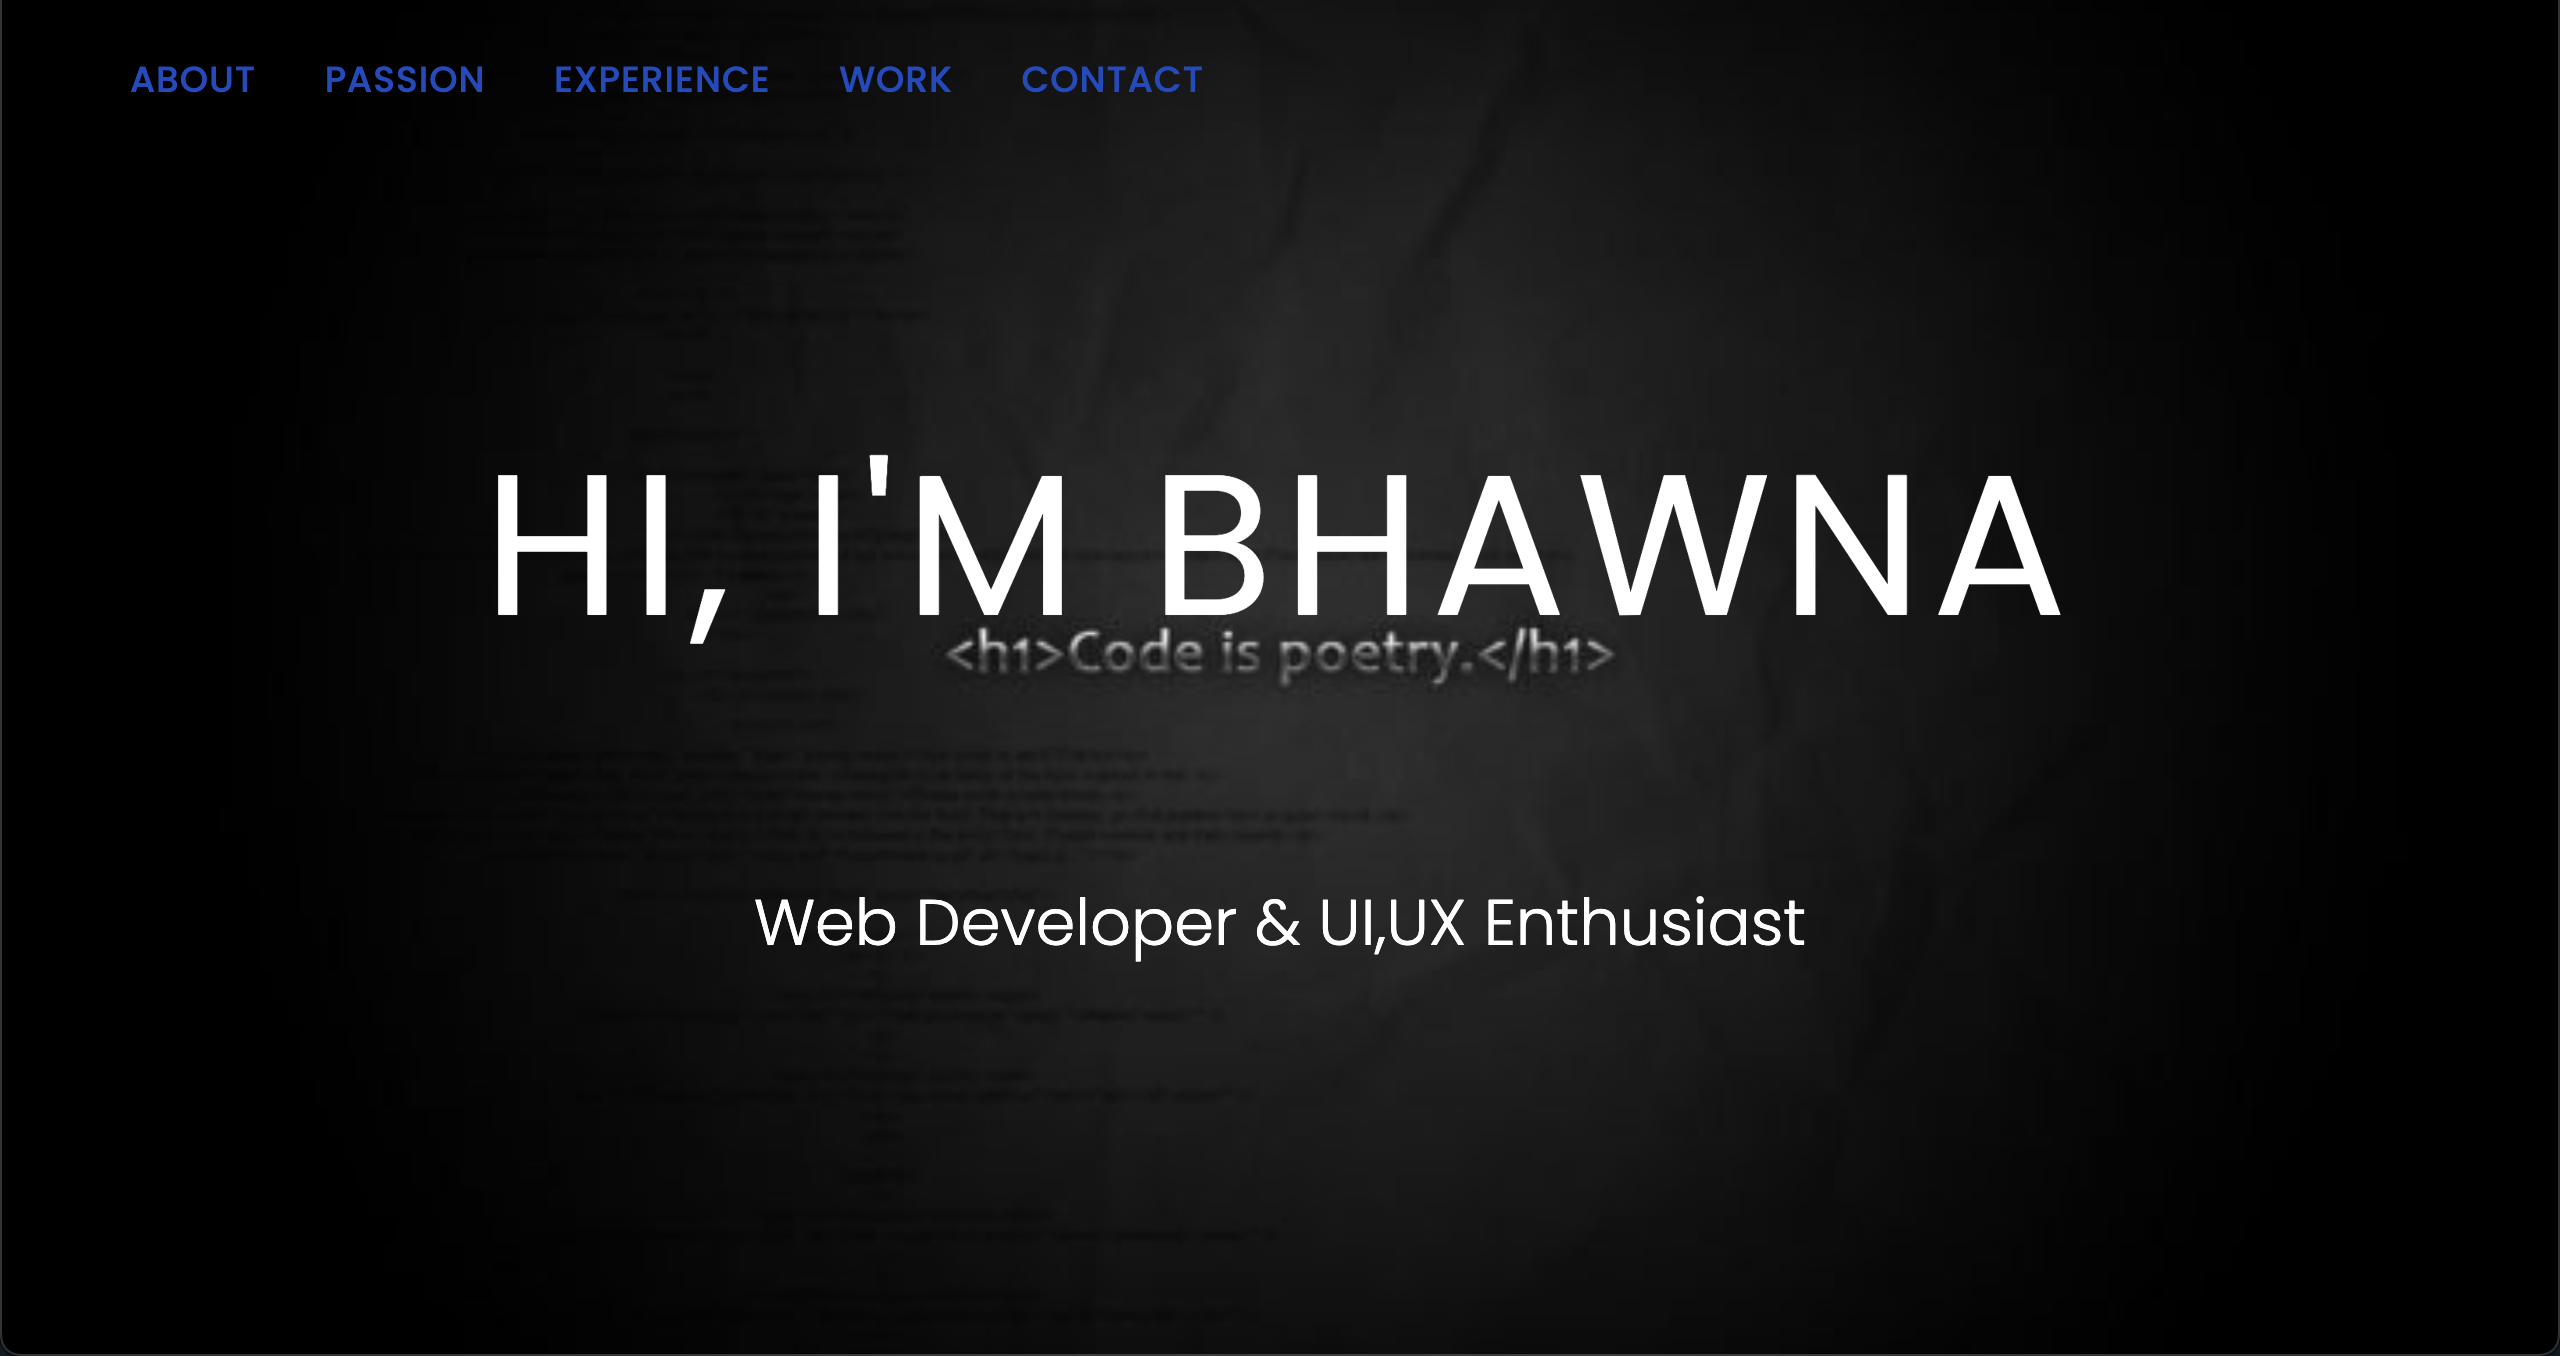 ABOUT PASSION EXPERIENCE WORK CONTACT
HI, I'M BHAWNA
<h1>Code is poetry.</h1>
Web Developer & UI,UX Enthusiast